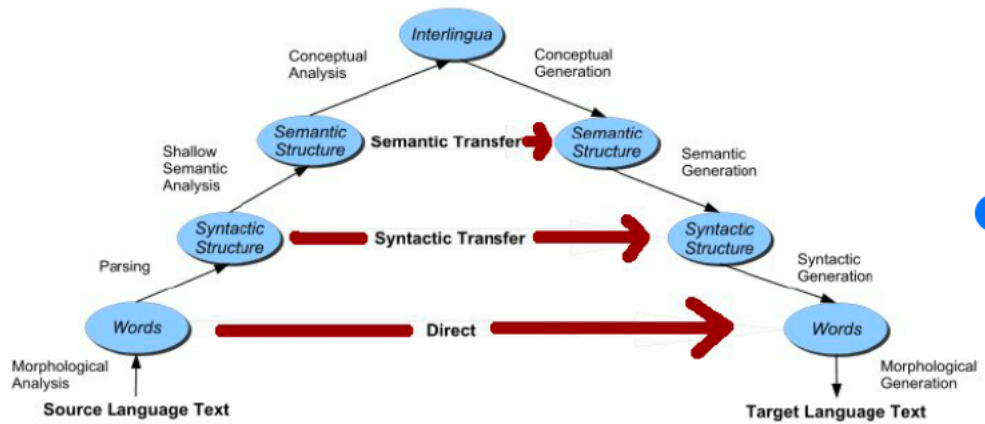 Interlingua
Conceptual
Analysis
Conceptual
Generation
Semantic
Structure
Semantic Transfer
Semantic
Structure
Shallow
Semantic
Analysis
Semantic
Generation
Syntactic
Structure
Syntactic Transfer
Syntactic
Structure
Parsing
Syntactic
Generation
Words
Direct
Words
Morphological
Analysis
Morphological
Generation
Source Language Text
Target Language Text